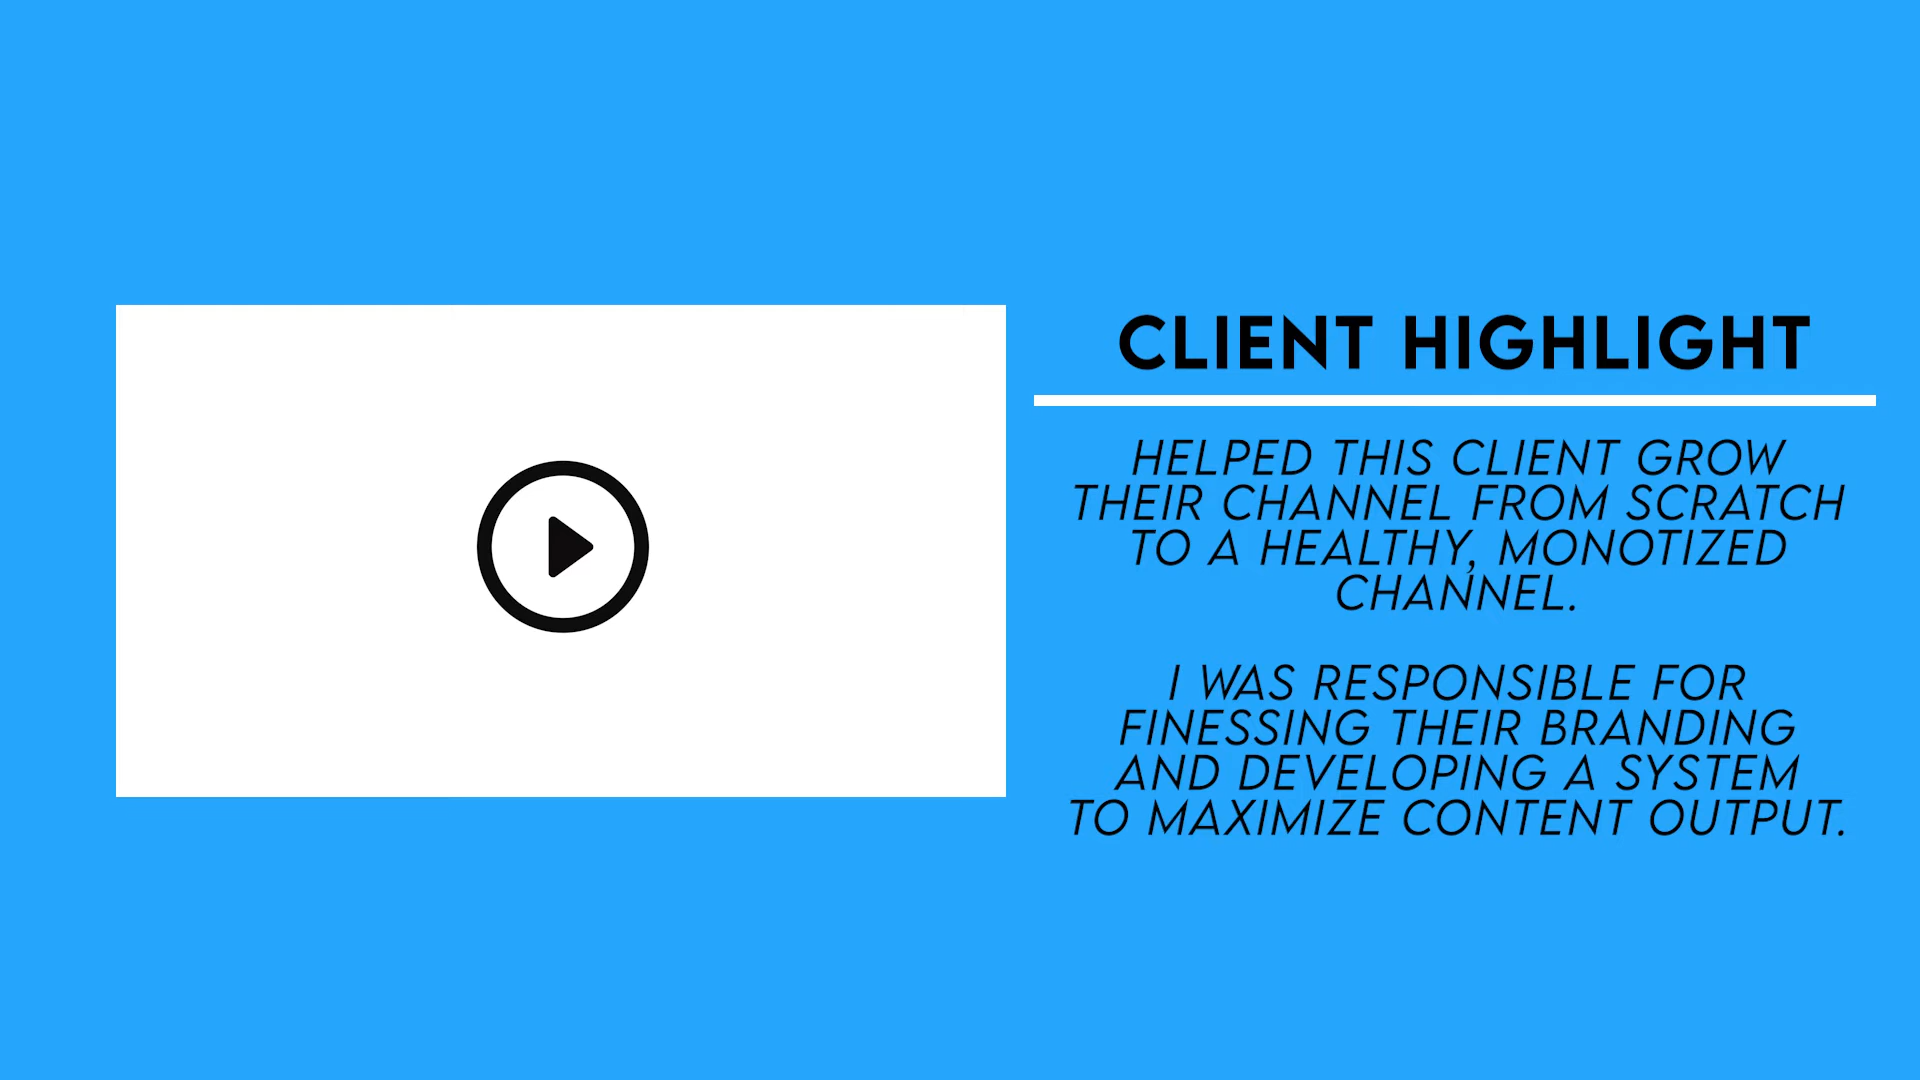 CLIENT HIGHLIGHT
HELPED THIS CLIENT GROW
THEIR CHANNEL FROM SCRATCH
TO A HEALTHY, MONOTIZED
CHANNEL.
I WAS RESPONSIBLE FOR
FINESSING THEIR BRANDING
AND DEVELOPING A SYSTEM
TO MAXIMIZE CONTENT OUTPUT.